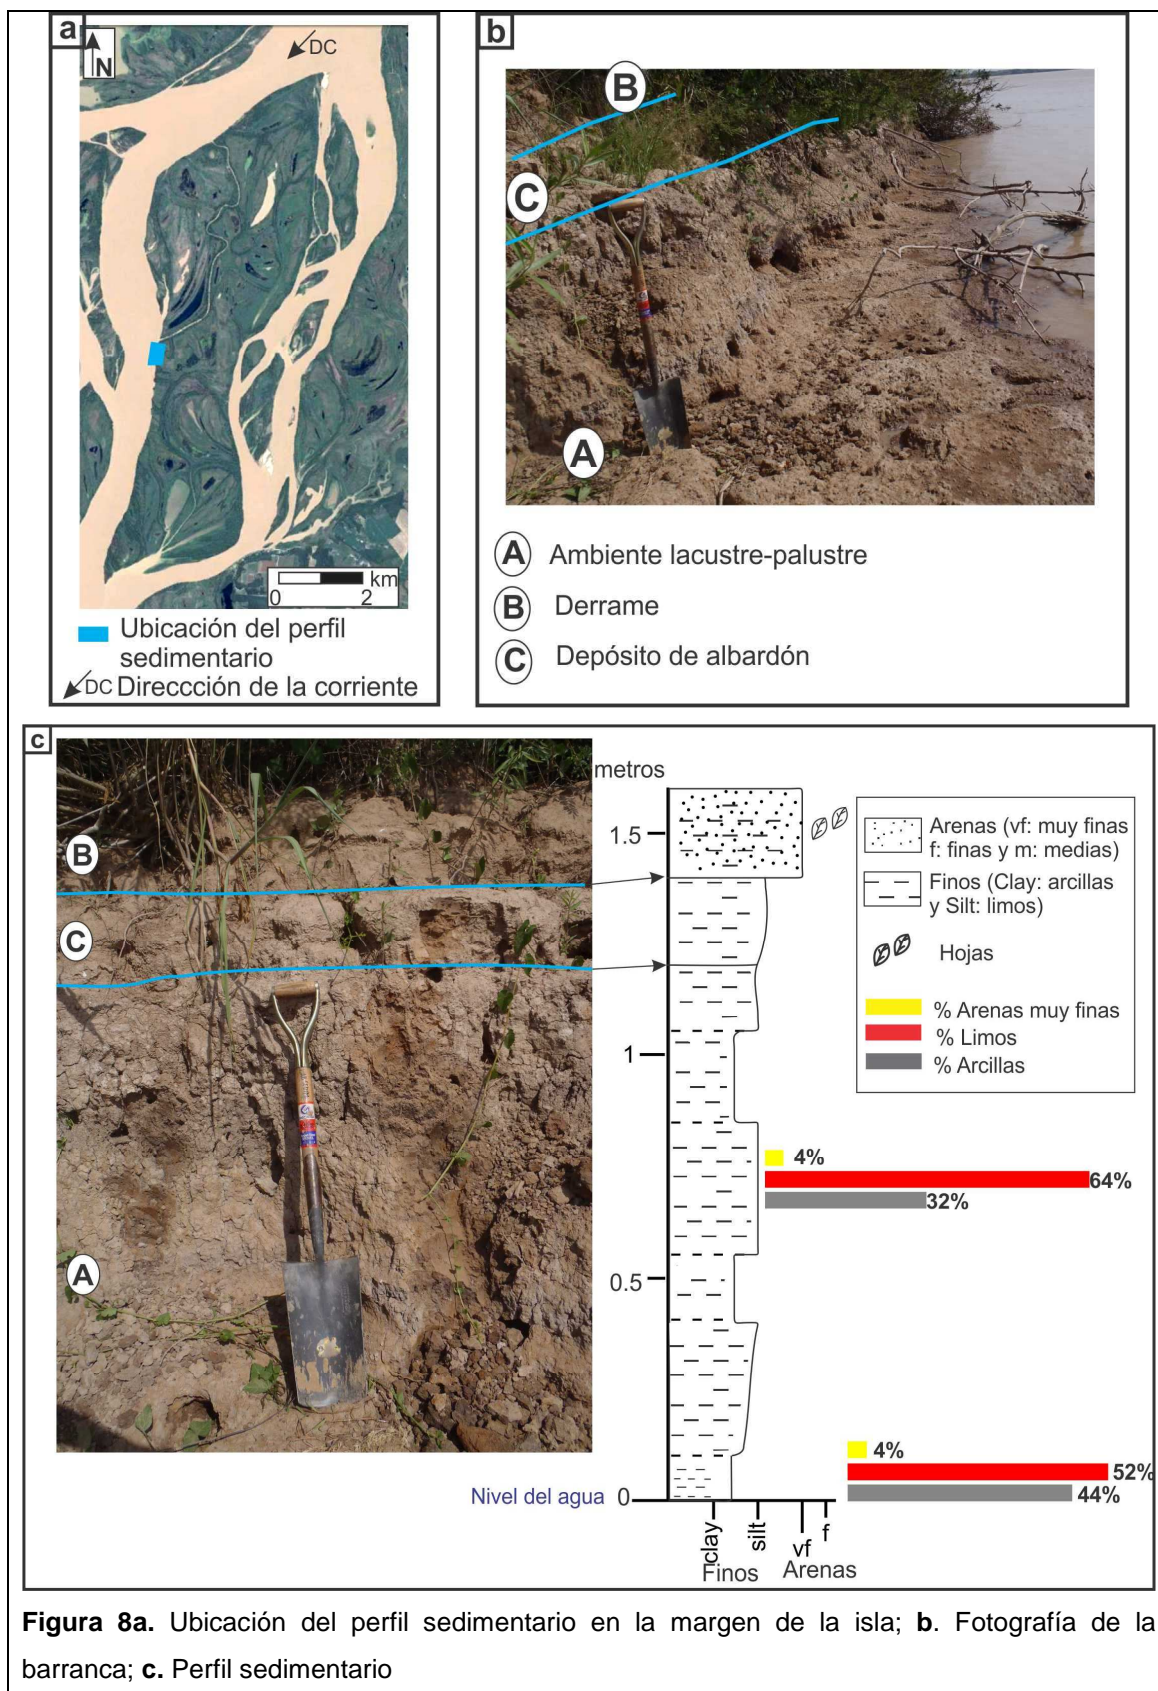 a
N
DC
km
0 2
Ubicación del perfil
sedimentario
DC Direccción de la corriente
b
B
C
A
A Ambiente lacustre-palustre
B Derrame
C Depósito de albardón
c
B
C
A
metros
1.5
1
0.5
Nivel del agua 0
clay
silt
vf
f
Finos Arenas
4%
64%
32%
4%
52%
44%
Arenas (vf: muy finas
f: finas y m: medias)
Finos (Clay: arcillas
y Silt: limos)
Hojas
% Arenas muy finas
% Limos
% Arcillas
Figura 8a. Ubicación del perfil sedimentario en la margen de la isla; b. Fotografía de la
barranca; c. Perfil sedimentario